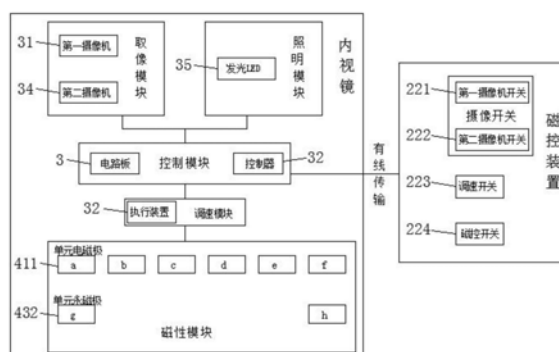 31
第一摄像机
取像模块
34
第二摄像机
35
发光LED
照明模块
内视镜
3
电路板
控制模块
控制器
32
有线传输
32
执行装置
调速模块
单元电磁极
411
a
b
c
d
e
f
单元永磁极
432
g
h
磁性模块
221
第一摄像机开关
摄像开关
222
第二摄像机开关
223
调速开关
224
磁控开关
磁控装置